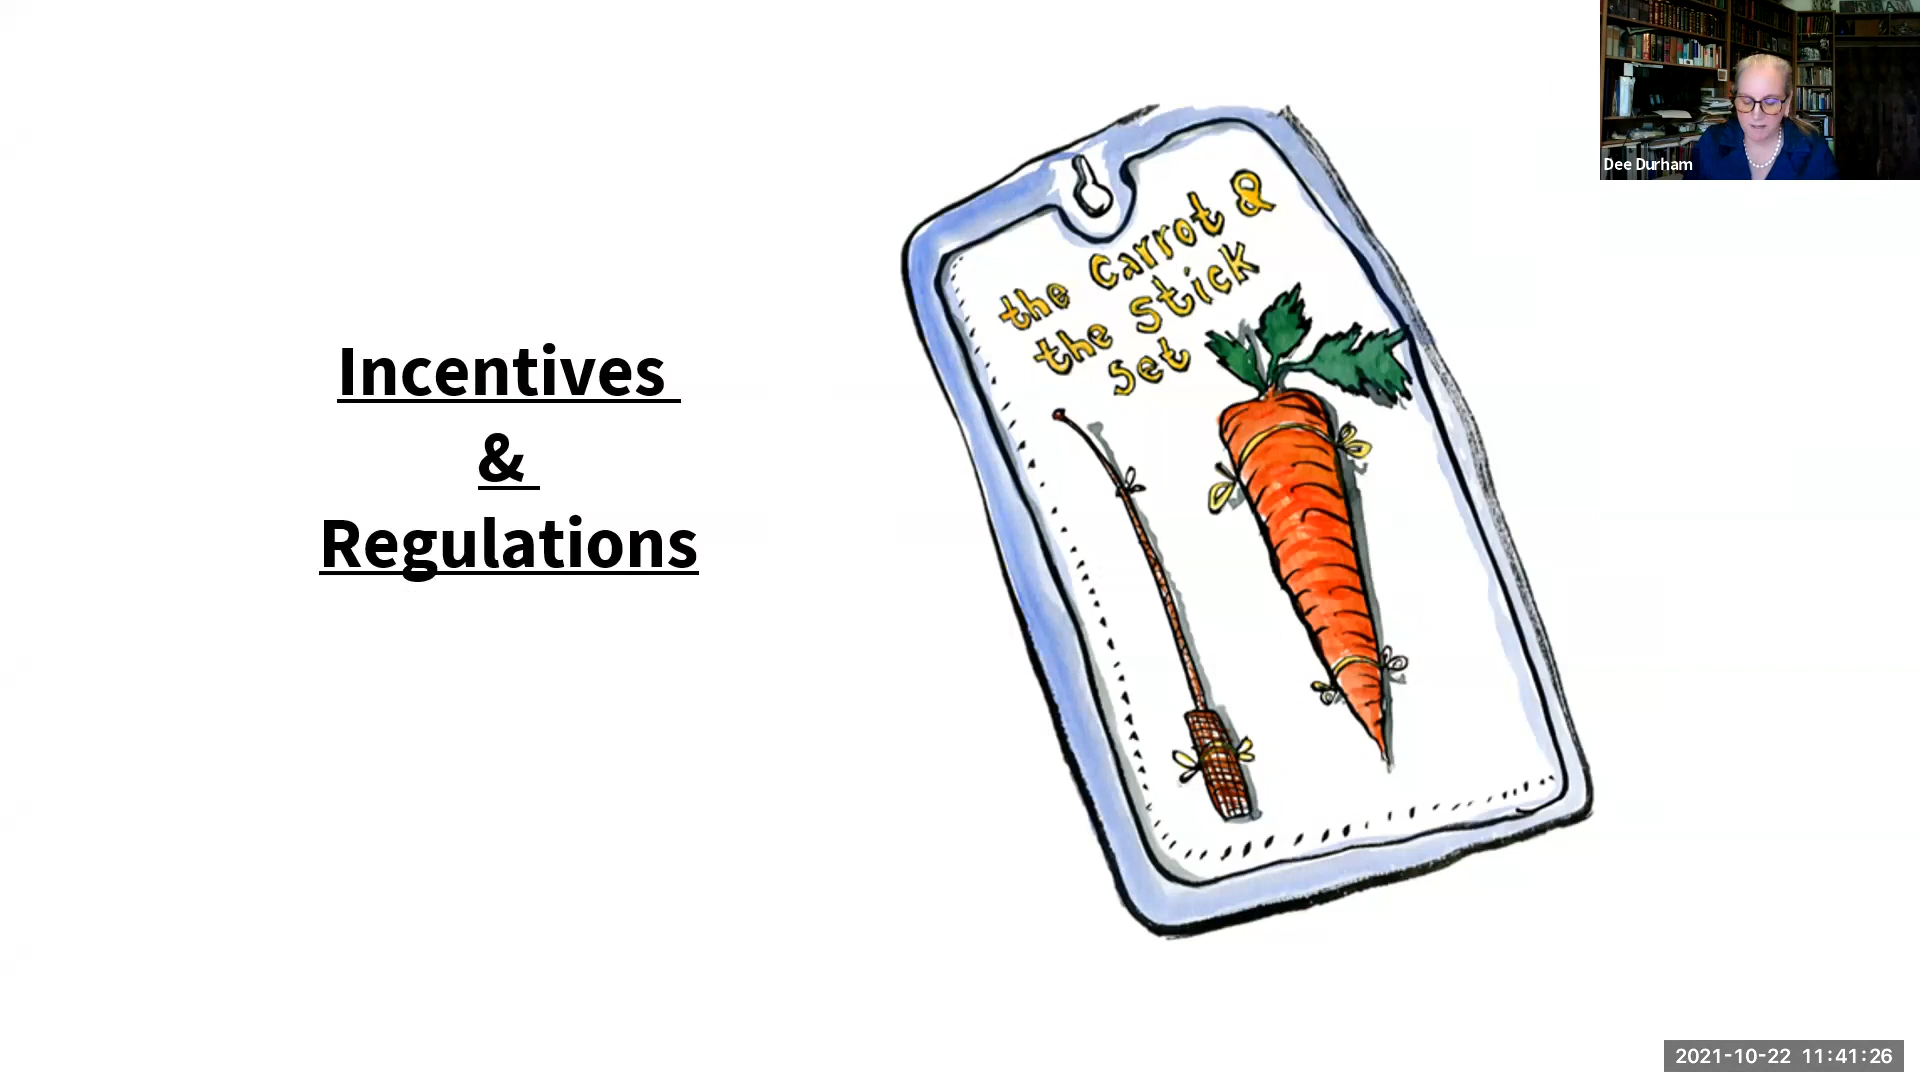 Incentives
&
Regulations
the Carrot &
the Stick
Set
Dee Durham
2021-10-22 11:41:26